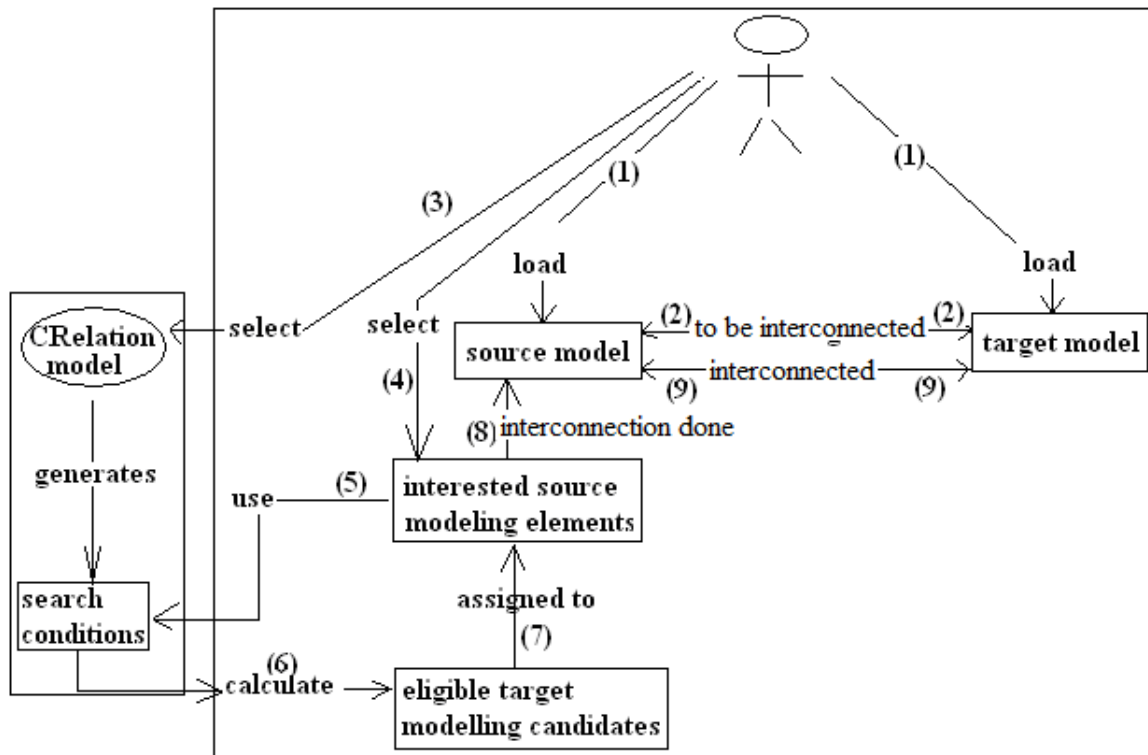 (1)
(1)
(3)
load
load
CRelation
model
select
select
(2) to be interconnected (2)
source model
target model
interconnected
(9)
(9)
(4)
(8) interconnection done
generates
use
(5)
interested source
modeling elements
search
conditions
assigned to
(7)
(6)
calculate
eligible target
modelling candidates